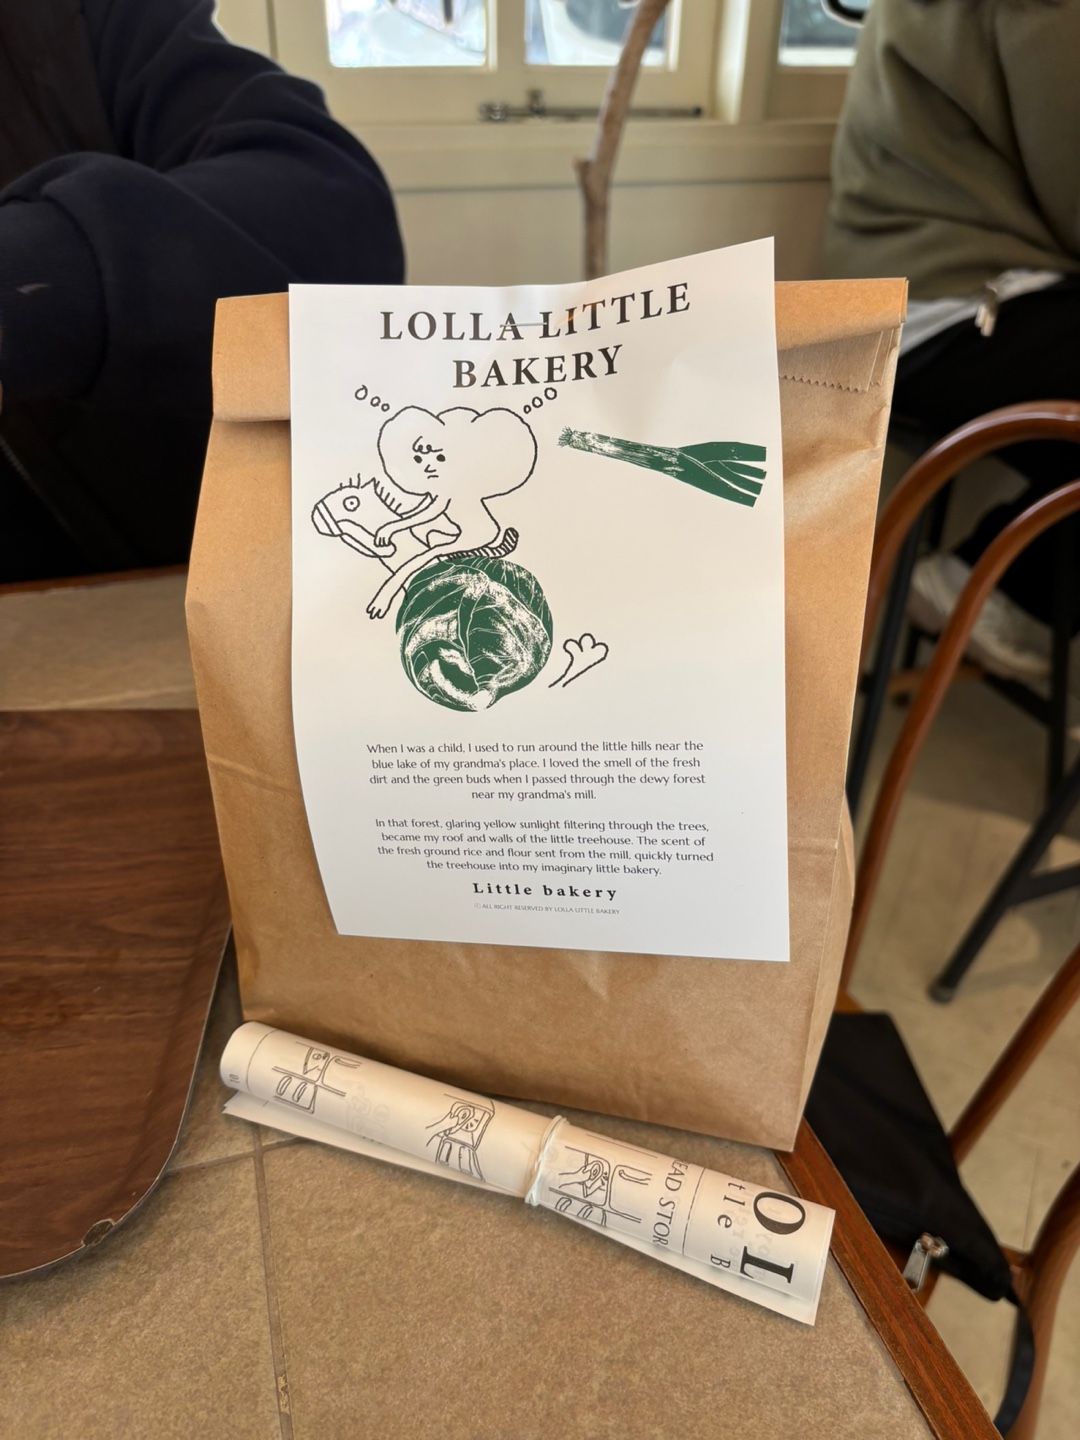 LOLLA LITTLE
BAKERY
When I was a child, I used to run around the little hills near the
blue lake of my grandma's place. I loved the smell of the fresh
dirt and the green buds when I passed through the dewy forest
near my grandma's mill.
In that forest, glaring yellow sunlight filtering through the trees,
became my roof and walls of the little treehouse. The scent of
the fresh ground rice and flour sent from the mill, quickly turned
the treehouse into my imaginary little bakery.
Little bakery
ⓒ ALL RIGHT RESERVED BY LOLLA LITTLE BAKERY
OL
tle B
EAD STOR